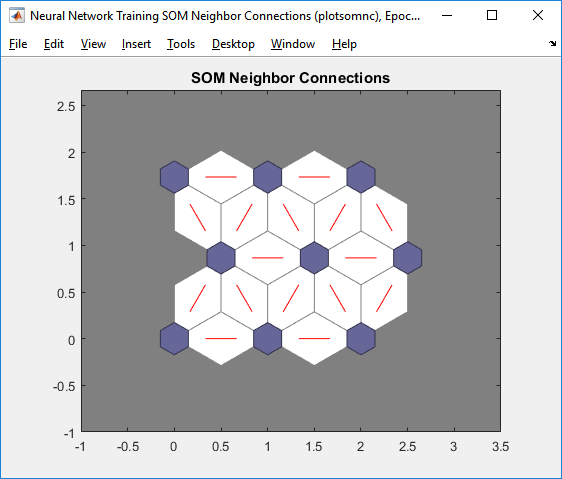 Neural Network Training SOM Neighbor Connections (plotsomnc), Epoc...
File Edit View Insert Tools Desktop Window Help
SOM Neighbor Connections
2.5
2
1.5
1
0.5
0
-0.5
-1
-1 -0.5 0 0.5 1 1.5 2 2.5 3 3.5